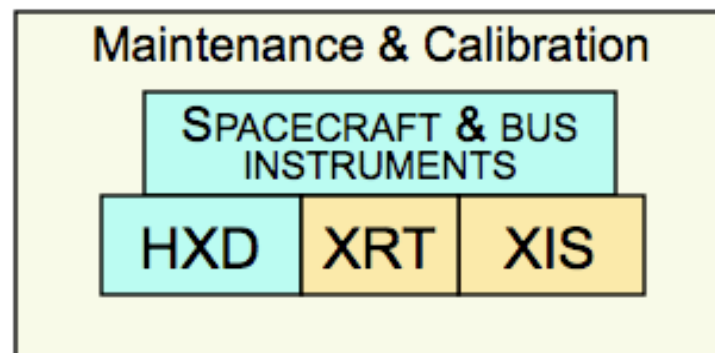 Maintenance & Calibration
SPACECRAFT & BUS
INSTRUMENTS
HXD XRT XIS